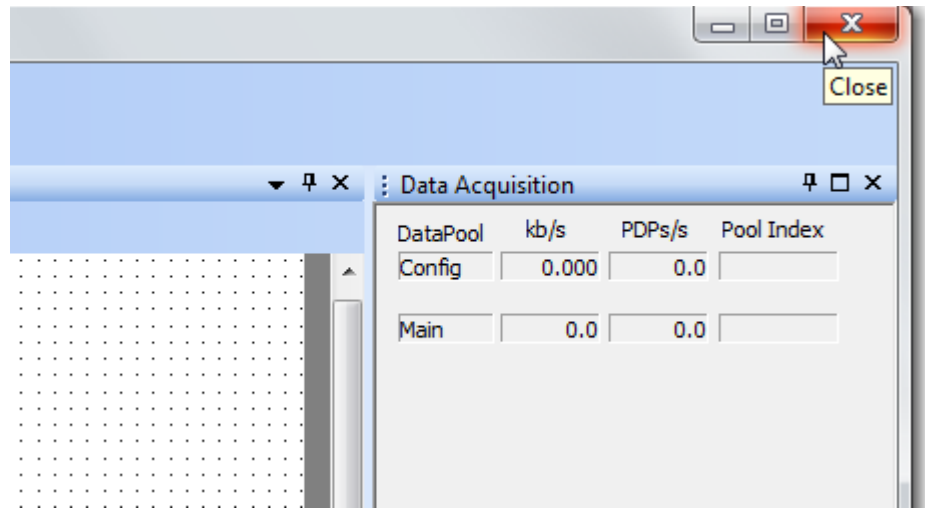 Close
Data Acquisition
DataPool kb/s PDPs/s Pool Index
Config 0.000 0.0
Main 0.0 0.0